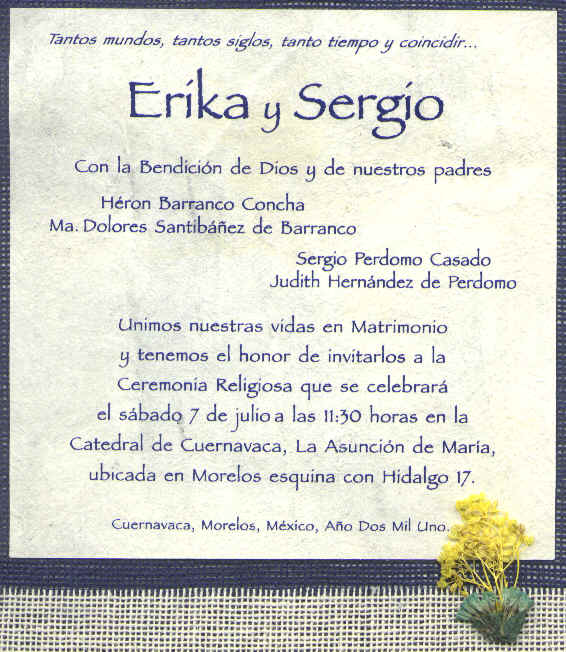 Tantos mundos, tantos siglos, tanto tiempo y coincidir...
Erika y Sergio
Con la Bendición de Dios y de nuestros padres
Héron Barranco Concha
Ma. Dolores Santibáñez de Barranco
Sergio Perdomo Casado
Judith Hernández de Perdomo
Unimos nuestras vidas en Matrimonio
y tenemos el honor de invitarlos a la
Ceremonia Religiosa que se celebrará
el sábado 7 de julio a las 11:30 horas en la
Catedral de Cuernavaca, La Asunción de María,
ubicada en Morelos esquina con Hidalgo 17.
Cuernavaca, Morelos, México, Año Dos Mil Uno.